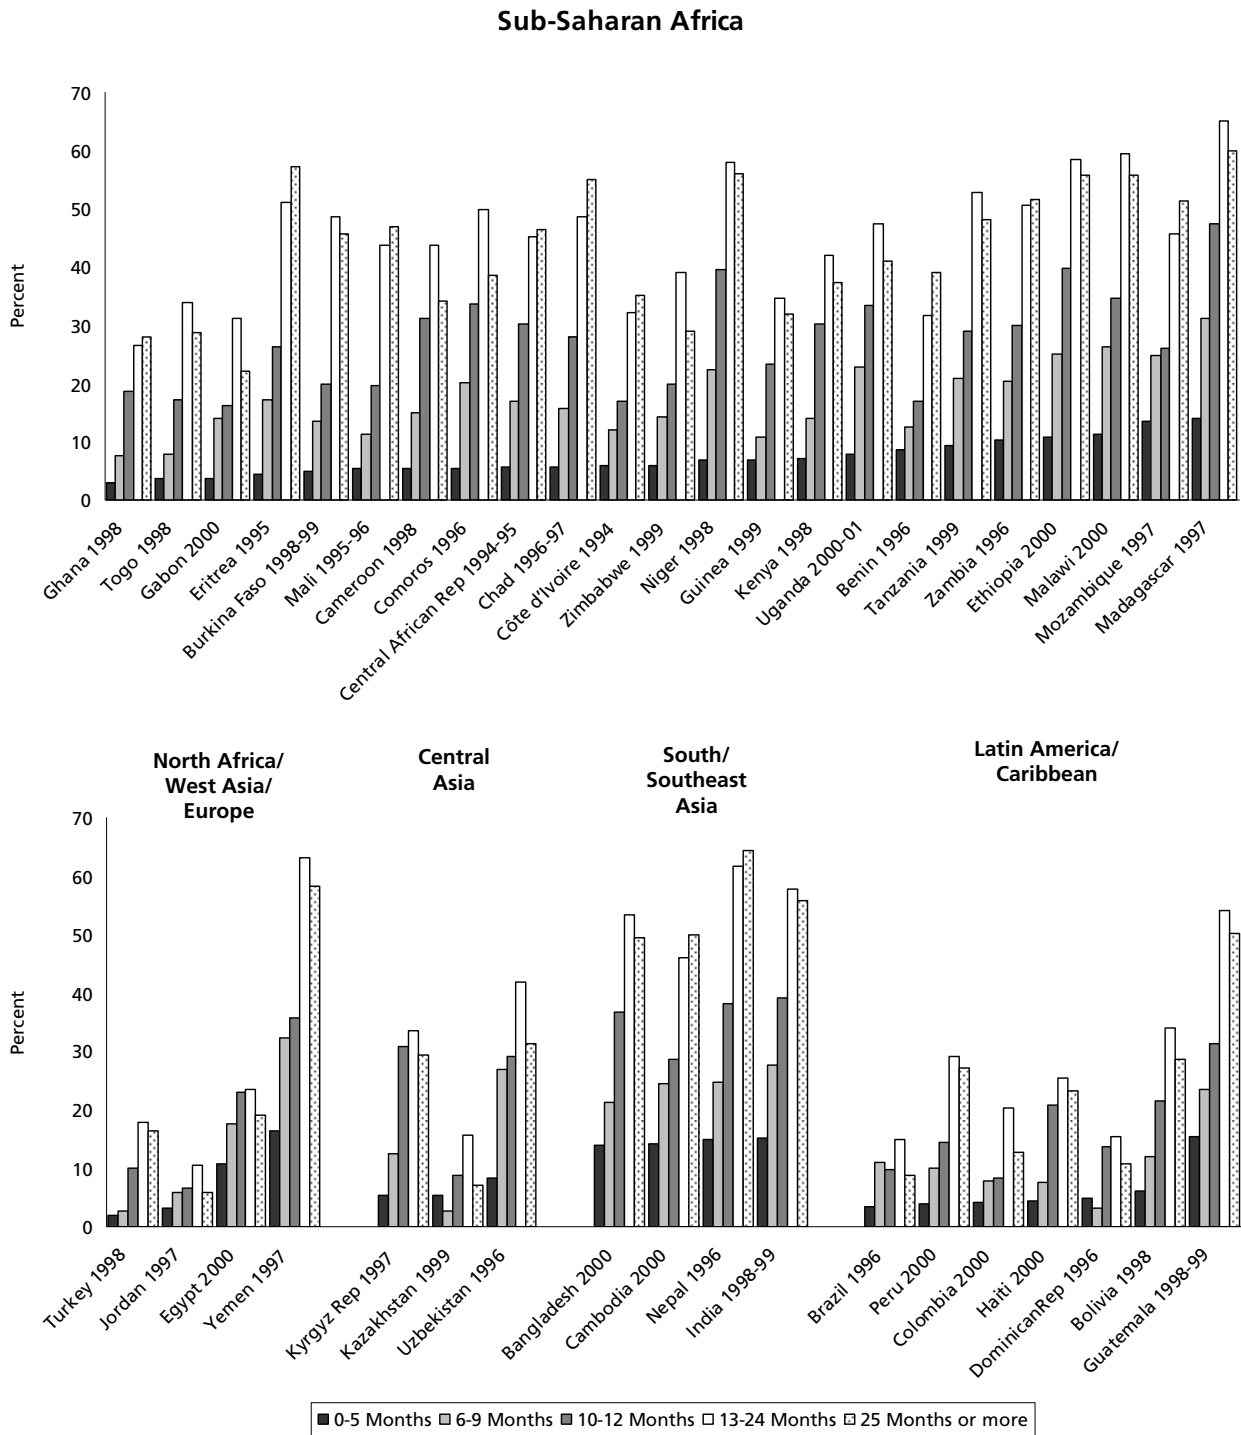 Sub-Saharan Africa
Percent
70
60
50
40
30
20
10
0
Ghana 1998
Togo 1998
Gabon 2000
Eritrea 1995
Burkina Faso 1998-99
Mali 1995-96
Cameroon 1998
Comoros 1996
Central African Rep 1994-95
Chad 1996-97
Côte d'Ivoire 1994
Zimbabwe 1999
Niger 1998
Guinea 1999
Kenya 1998
Uganda 2000-01
Benin 1996
Tanzania 1999
Zambia 1996
Ethiopia 2000
Malawi 2000
Mozambique 1997
Madagascar 1997
North Africa/
West Asia/
Europe
Central
Asia
South/
Southeast
Asia
Latin America/
Caribbean
Percent
70
60
50
40
30
20
10
0
Turkey 1998
Jordan 1997
Egypt 2000
Yemen 1997
Kyrgyz Rep 1997
Kazakhstan 1999
Uzbekistan 1996
Bangladesh 2000
Cambodia 2000
Nepal 1996
India 1998-99
Brazil 1996
Peru 2000
Colombia 2000
Haiti 2000
DominicanRep 1996
Bolivia 1998
Guatemala 1998-99
0-5 Months 6-9 Months 10-12 Months 13-24 Months 25 Months or more